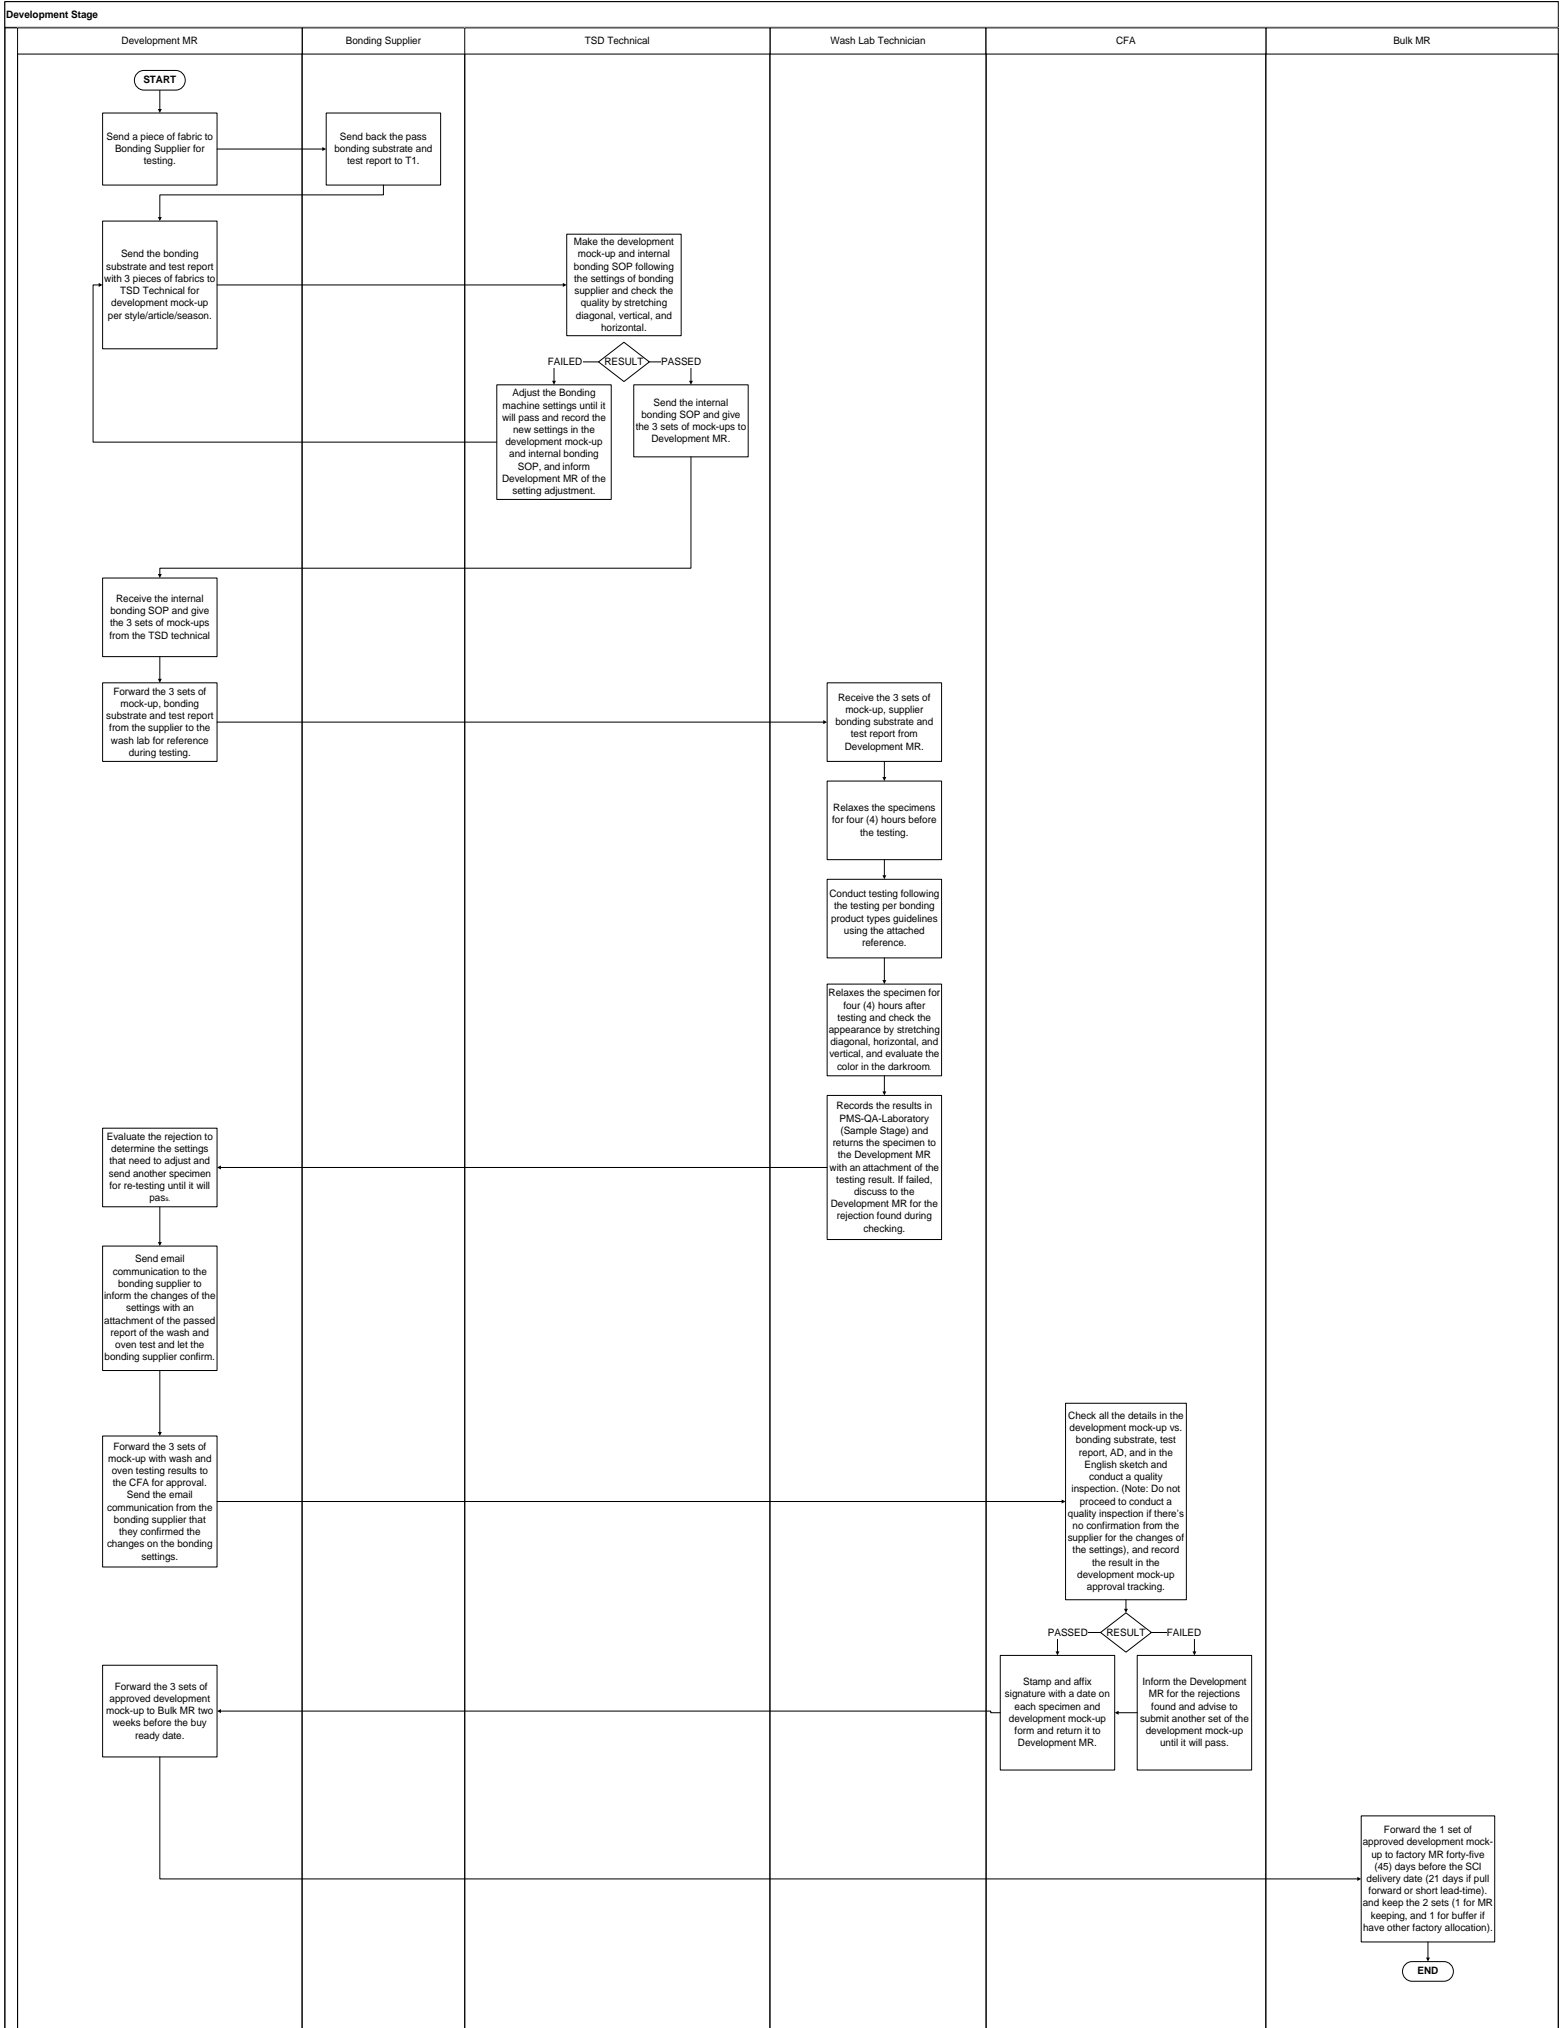 Development Stage
Development MR
Bonding Supplier
TSD Technical
Wash Lab Technician
CFA
Bulk MR
START
Send a piece of fabric to
Bonding Supplier for
testing.
Send back the pass
bonding substrate and
test report to T1.
Send the bonding
substrate and test report
with 3 pieces of fabrics to
TSD Technical for
development mock-up
per style/article/season.
Make the development
mock-up and internal
bonding SOP following
the settings of bonding
supplier and check the
quality by stretching
diagonal, vertical, and
horizontal.
FAILED
RESULT
PASSED
Adjust the Bonding
machine settings until it
will pass and record the
new settings in the
development mock-up
and internal bonding
SOP, and inform
Development MR of the
setting adjustment.
Send the internal
bonding SOP and give
the 3 sets of mock-ups to
Development MR.
Receive the internal
bonding SOP and give
the 3 sets of mock-ups
from the TSD technical
Forward the 3 sets of
mock-up, bonding
substrate and test report
from the supplier to the
wash lab for reference
during testing.
Receive the 3 sets of
mock-up, supplier
bonding substrate and
test report from
Development MR.
Relaxes the specimens
for four (4) hours before
the testing.
Conduct testing following
the testing per bonding
product types guidelines
using the attached
reference.
Relaxes the specimen for
four (4) hours after
testing and check the
appearance by stretching
diagonal, horizontal, and
vertical, and evaluate the
color in the darkroom.
Records the results in
PMS-QA-Laboratory
(Sample Stage) and
returns the specimen to
the Development MR
with an attachment of the
testing result. If failed,
discuss to the
Development MR for the
rejection found during
checking.
Evaluate the rejection to
determine the settings
that need to adjust and
send another specimen
for re-testing until it will
pass.
Send email
communication to the
bonding supplier to
inform the changes of the
settings with an
attachment of the passed
report of the wash and
oven test and let the
bonding supplier confirm.
Forward the 3 sets of
mock-up with wash and
oven testing results to
the CFA for approval.
Send the email
communication from the
bonding supplier that
they confirmed the
changes on the bonding
settings.
Check all the details in the
development mock-up vs.
bonding substrate, test
report, AD, and in the
English sketch and
conduct a quality
inspection. (Note: Do not
proceed to conduct a
quality inspection if there's
no confirmation from the
supplier for the changes of
the settings), and record
the result in the
development mock-up
approval tracking.
PASSED
RESULT
FAILED
Stamp and affix
signature with a date on
each specimen and
development mock-up
form and return it to
Development MR.
Inform the Development
MR for the rejections
found and advise to
submit another set of the
development mock-up
until it will pass.
Forward the 3 sets of
approved development
mock-up to Bulk MR two
weeks before the buy
ready date.
Forward the 1 set of
approved development mock-
up to factory MR forty-five
(45) days before the SCI
delivery date (21 days if pull
forward or short lead-time).
and keep the 2 sets (1 for MR
keeping, and 1 for buffer if
have other factory allocation).
END